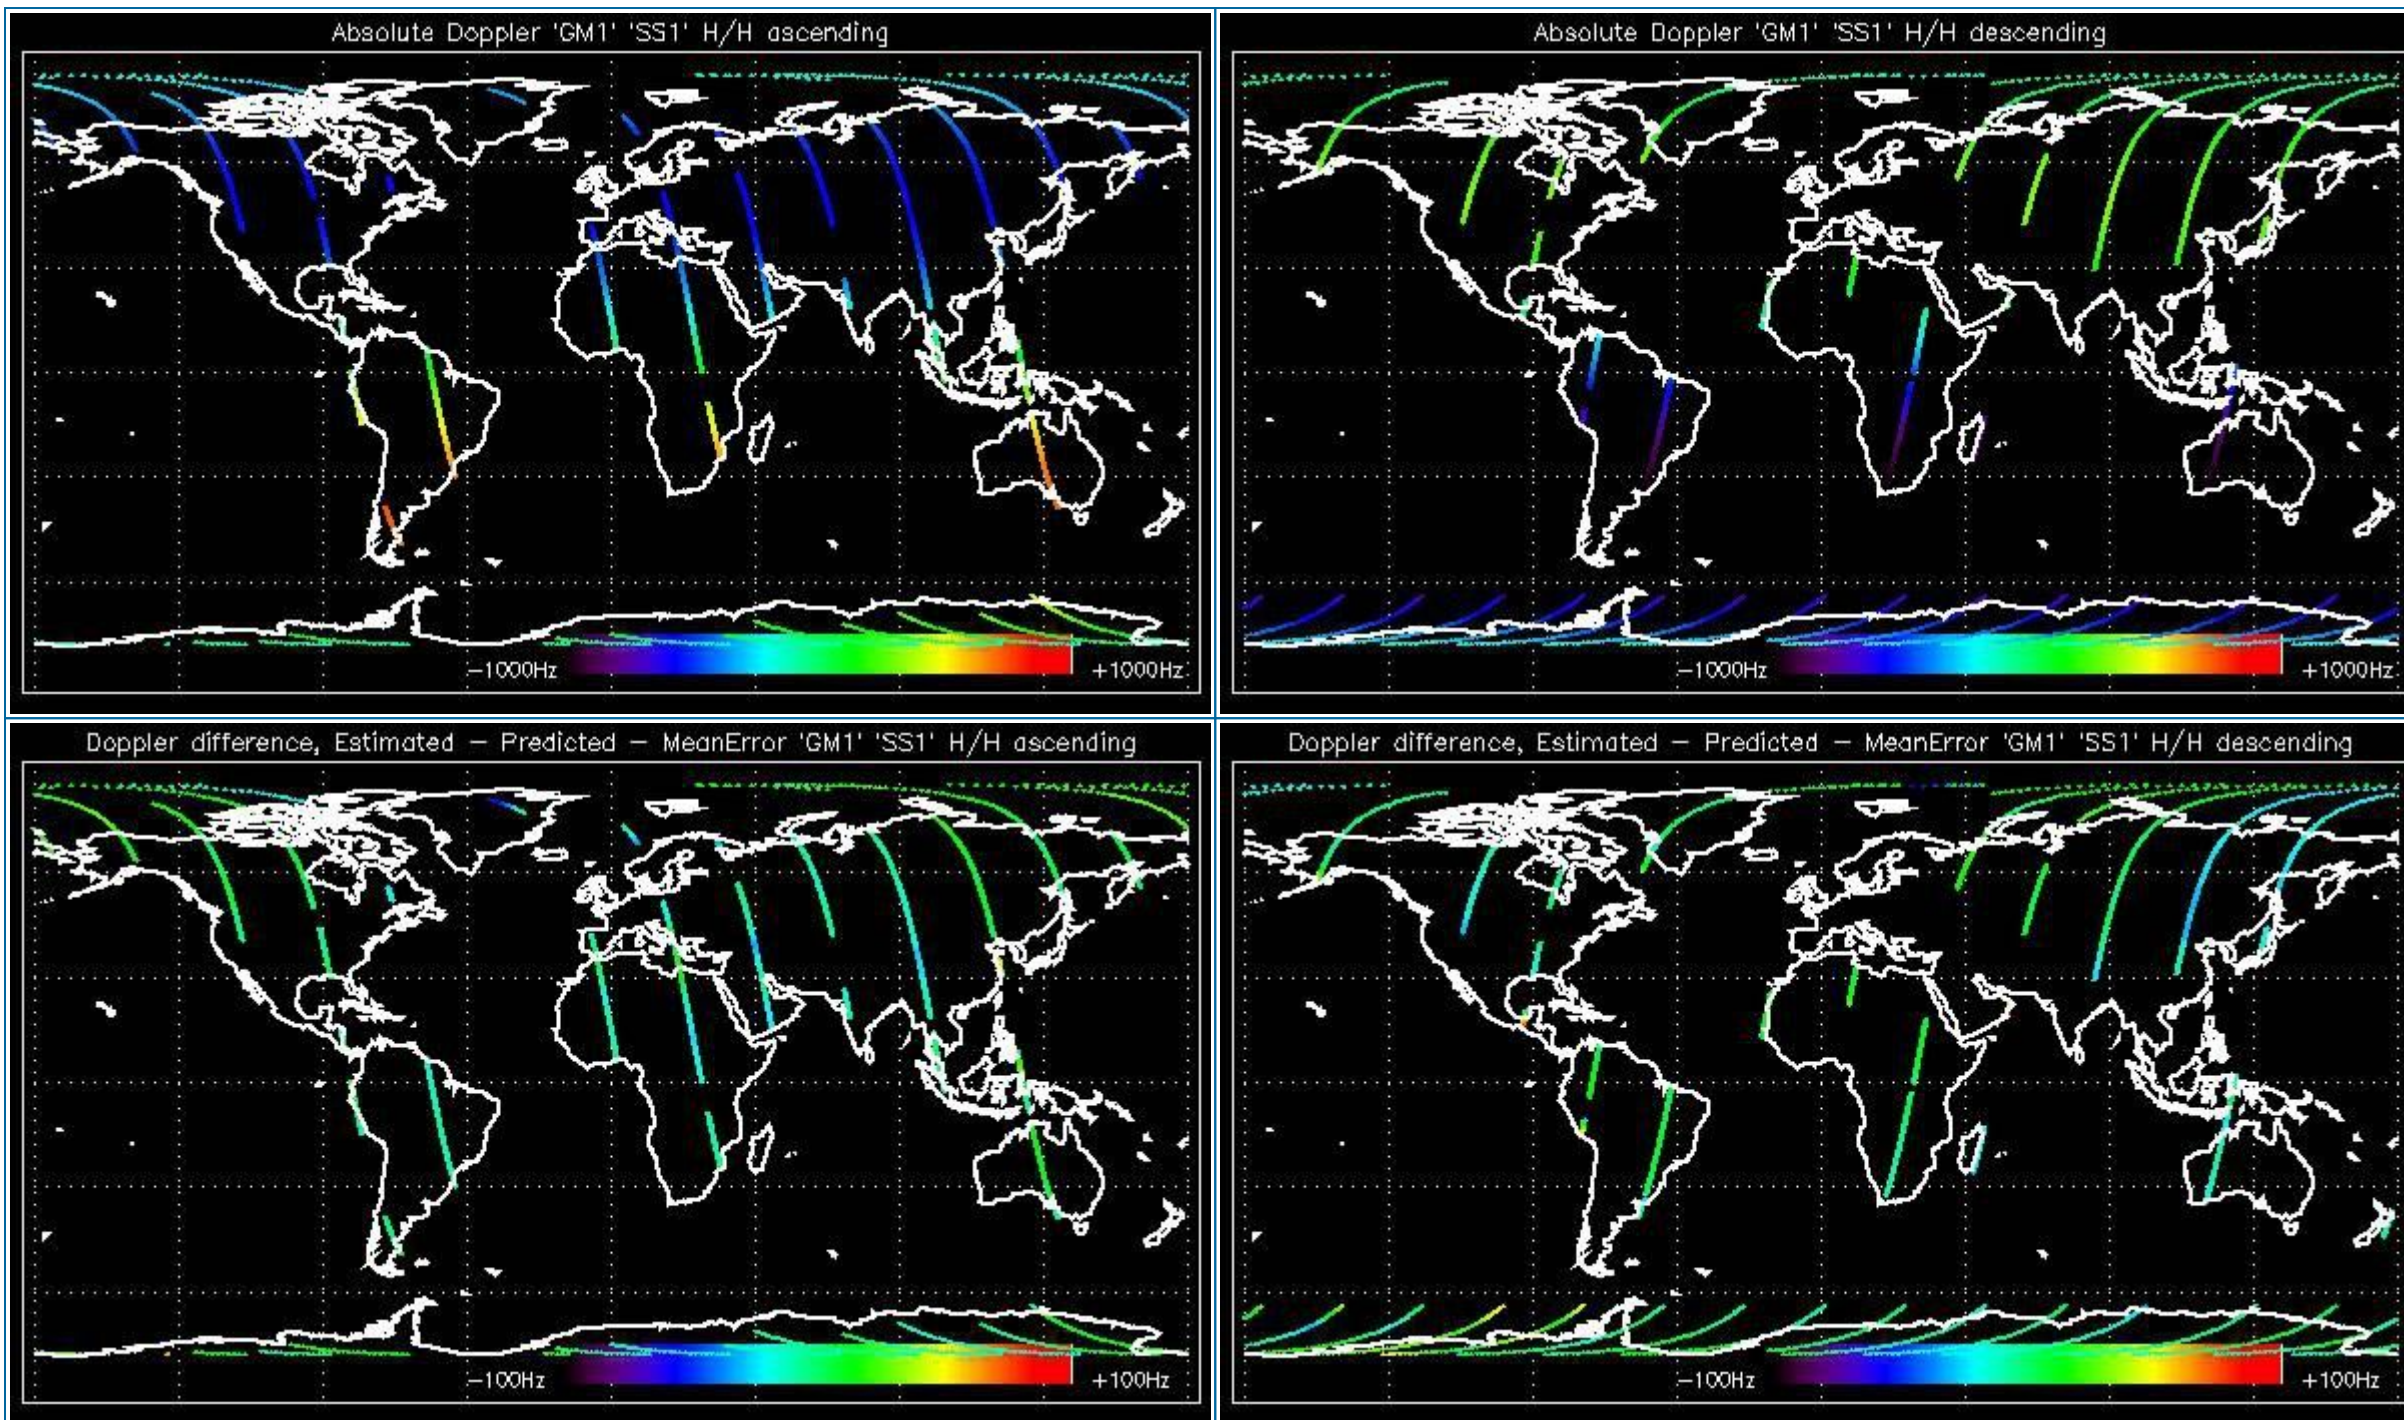 Absolute Doppler 'GM1' 'SS1' H/H ascending
-1000Hz
+1000Hz
Absolute Doppler 'GM1' 'SS1' H/H descending
-1000Hz
+1000Hz
Doppler difference, Estimated - Predicted - MeanError 'GM1' 'SS1' H/H ascending
-100Hz
+100Hz
Doppler difference, Estimated - Predicted - MeanError 'GM1' 'SS1' H/H descending
-100Hz
+100Hz